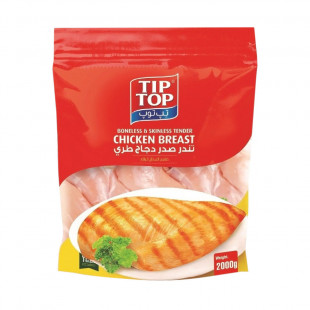 TIP
TOP
تيب توب
BONELESS & SKINLESS TENDER
CHICKEN BREAST
تندر صدر دجاج طري
Weight:
2000g